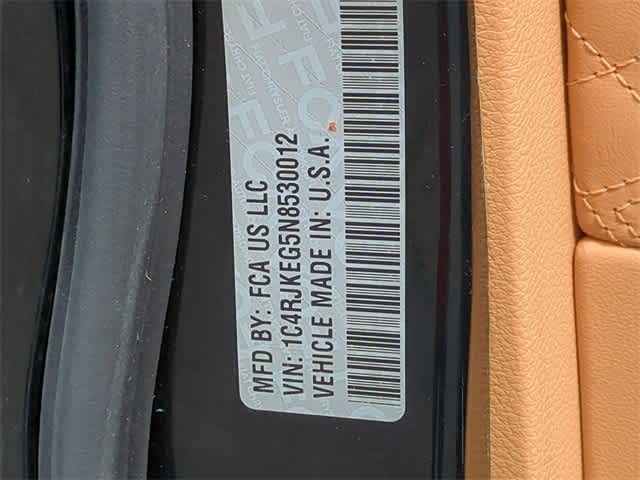 MFD BY: FCA US LLC
VIN: 1C4RJKEG5N8530012
VEHICLE MADE IN: U.S.A.